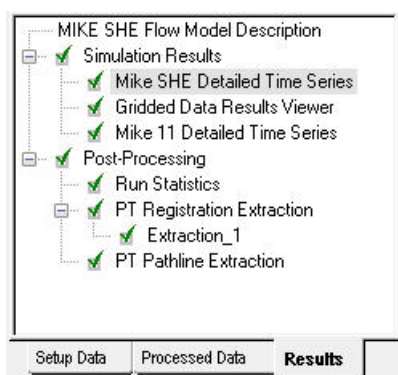 MIKE SHE Flow Model Description
Simulation Results
Mike SHE Detailed Time Series
Gridded Data Results Viewer
Mike 11 Detailed Time Series
Post-Processing
Run Statistics
PT Registration Extraction
Extraction_1
PT Pathline Extraction
Setup Data Processed Data Results